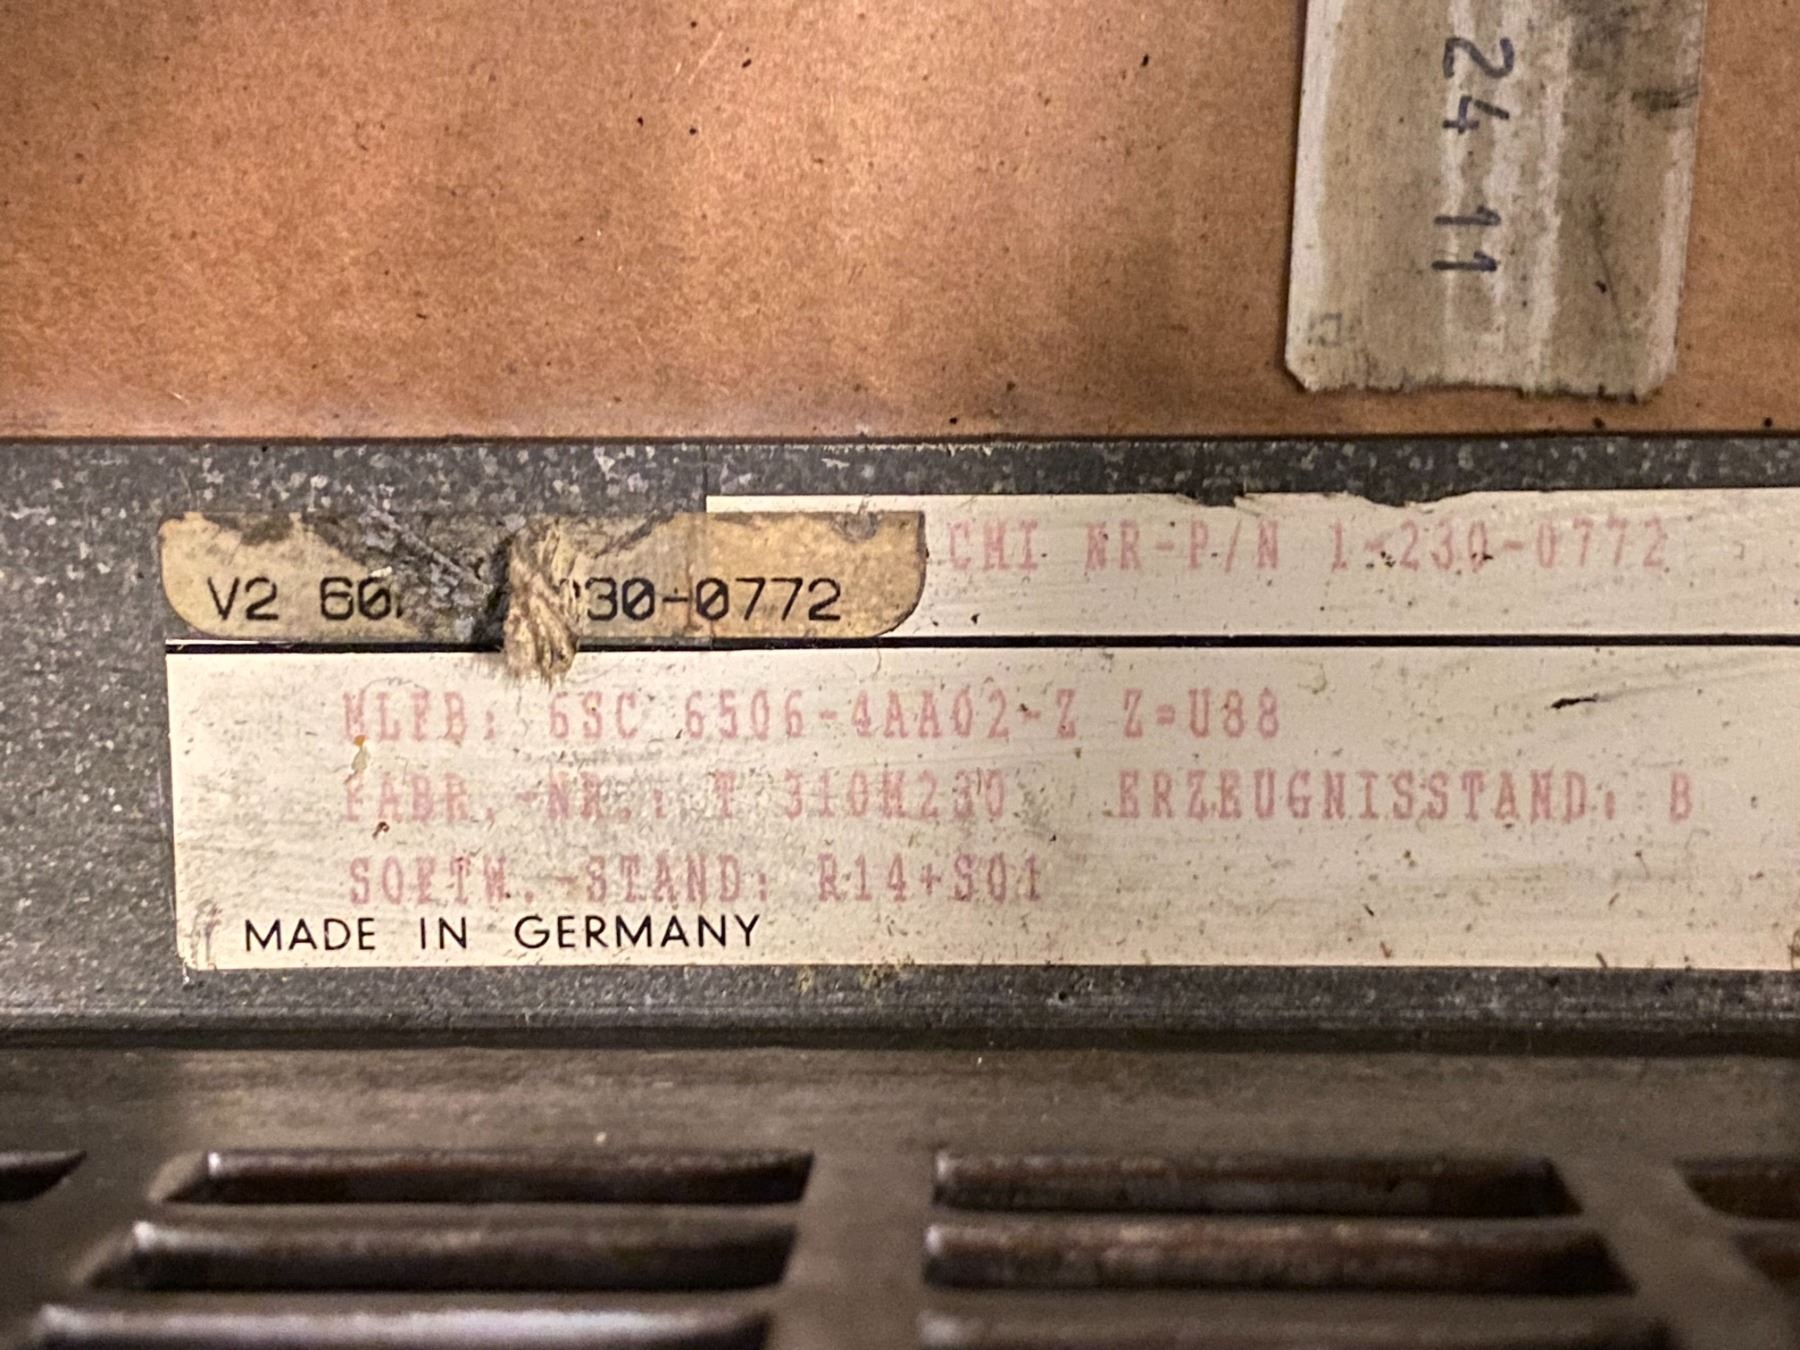 24-11
CMI NR-P/N 1-230-0772
V2 60 30-0772
MLFB: 6SC 6506-4AA02-Z Z=U88
FABR.-NR.: T 310M230 ERZEUGNISSTAND: B
SOFTW.-STAND: R14+S01
MADE IN GERMANY